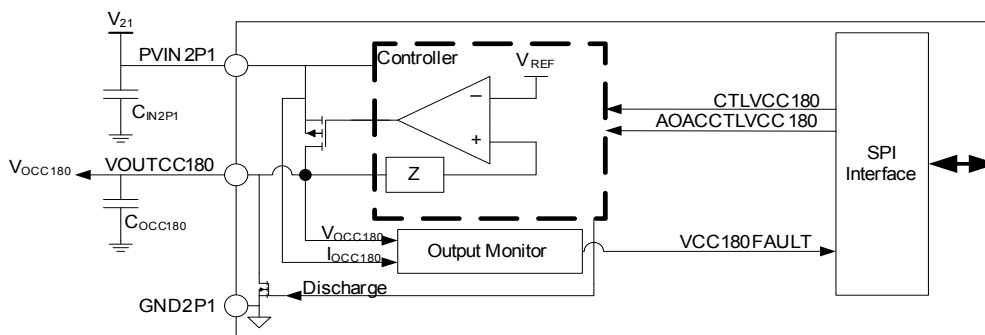 V21
PVIN2P1
CIN2P1
Controller
VREF
−
+
Z
CTLVCC180
AOACCTLVCC180
SPI
Interface
VOCC180
VOUTCC180
COCC180
VOCC180
IOCC180
Output Monitor
VCC180FAULT
Discharge
GND2P1